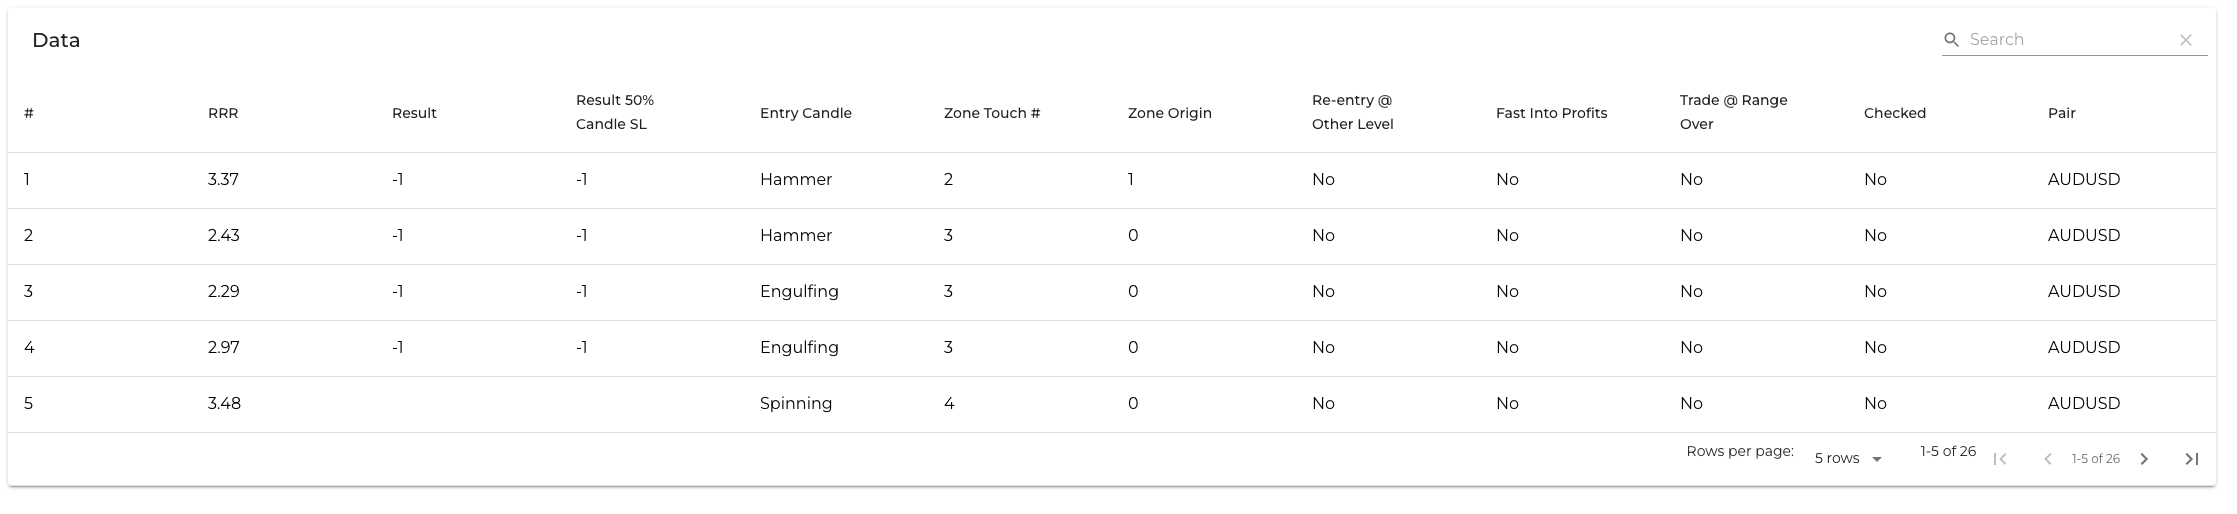 Data
Search
# RRR Result Result 50% Candle SL Entry Candle Zone Touch # Zone Origin Re-entry @ Other Level Fast Into Profits Trade @ Range Over Checked Pair
1 3.37 -1 -1 Hammer 2 1 No No No No AUDUSD
2 2.43 -1 -1 Hammer 3 0 No No No No AUDUSD
3 2.29 -1 -1 Engulfing 3 0 No No No No AUDUSD
4 2.97 -1 -1 Engulfing 3 0 No No No No AUDUSD
5 3.48 Spinning 4 0 No No No No AUDUSD
Rows per page: 5 rows 1-5 of 26 1-5 of 26